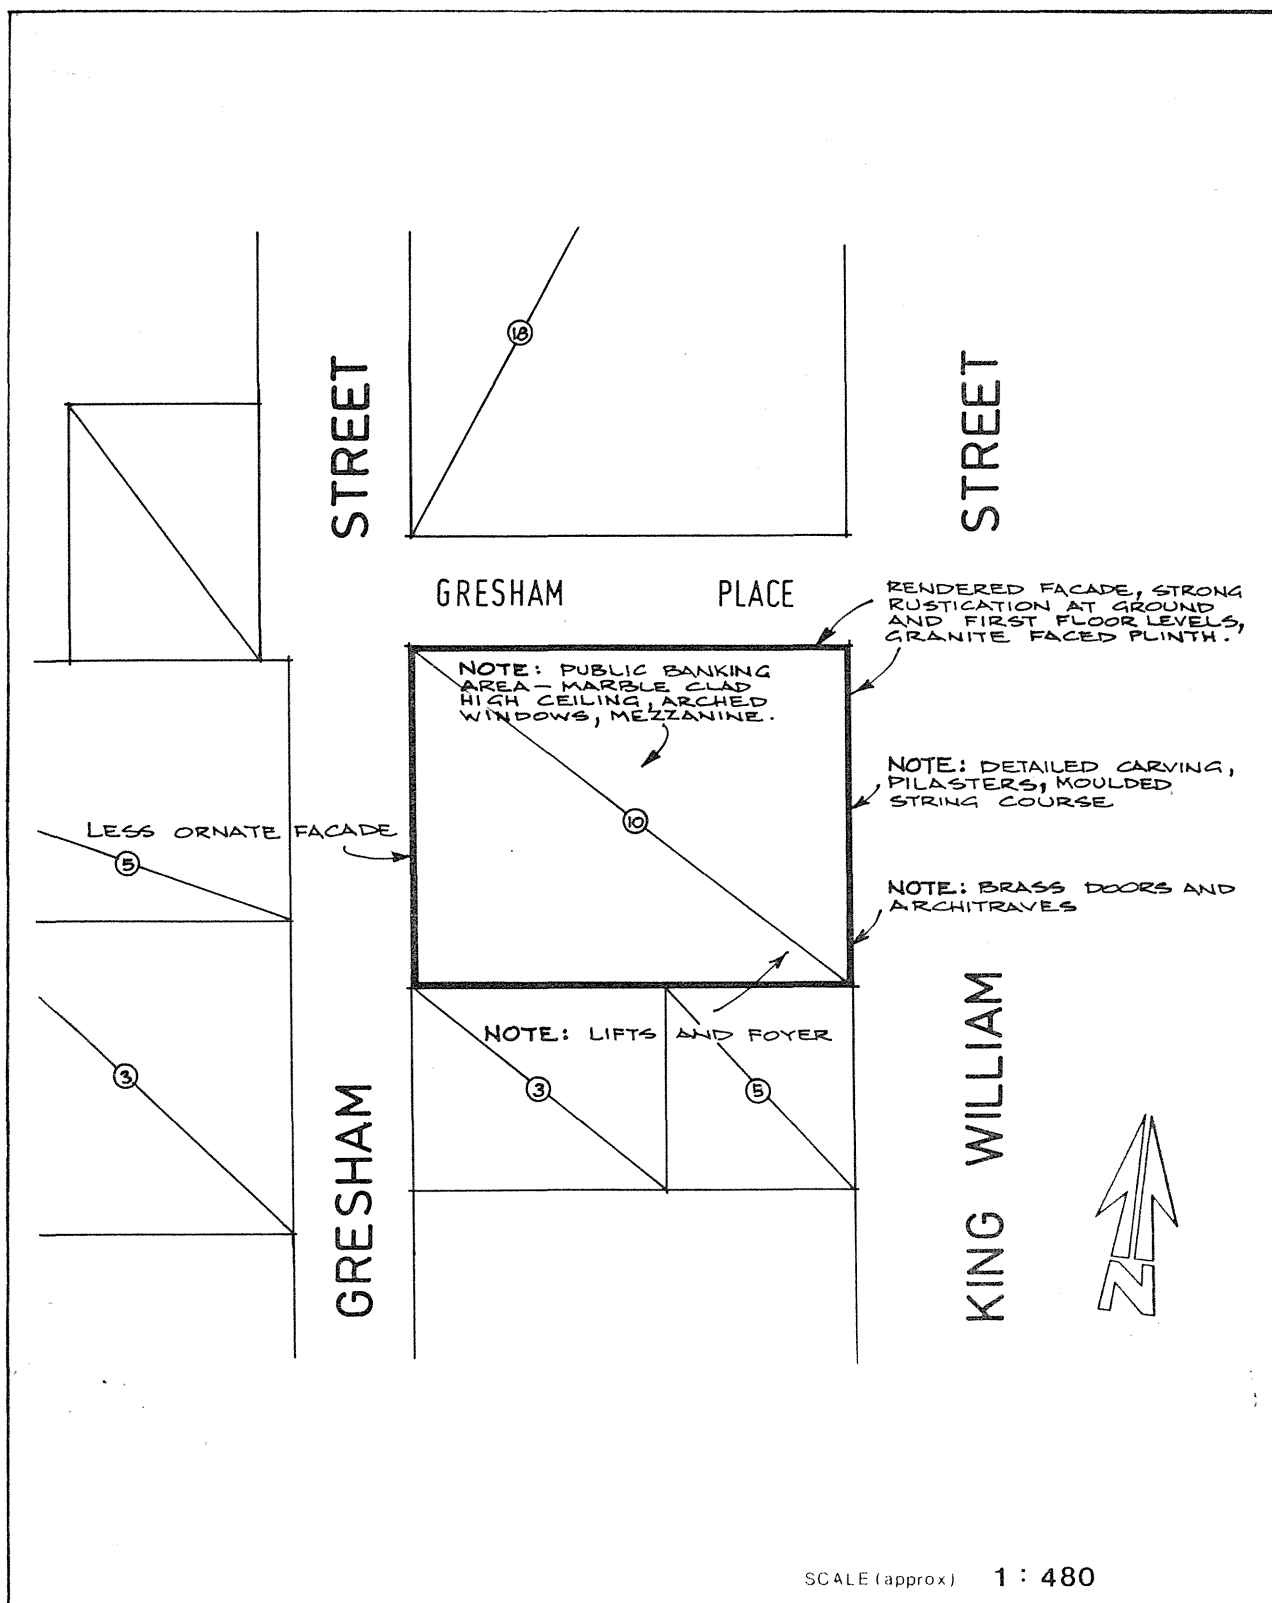 18
STREET
STREET
GRESHAM PLACE
RENDERED FACADE, STRONG
RUSTICATION AT GROUND
AND FIRST FLOOR LEVELS,
GRANITE FACED PLINTH.
NOTE: PUBLIC BANKING
AREA — MARBLE CLAD
HIGH CEILING, ARCHED
WINDOWS, MEZZANINE.
NOTE: DETAILED CARVING,
PILASTERS, MOULDED
STRING COURSE
10
LESS ORNATE FACADE
5
NOTE: BRASS DOORS AND
ARCHITRAVES
NOTE: LIFTS AND FOYER
3
3
5
GRESHAM
KING WILLIAM
N
SCALE (approx) 1 : 480